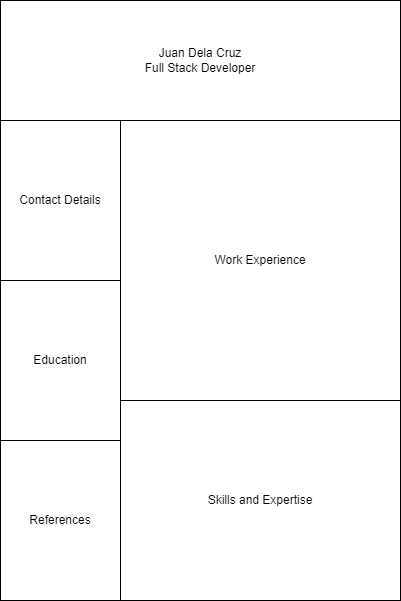 Juan Dela Cruz
Full Stack Developer
Contact Details
Work Experience
Education
Skills and Expertise
References